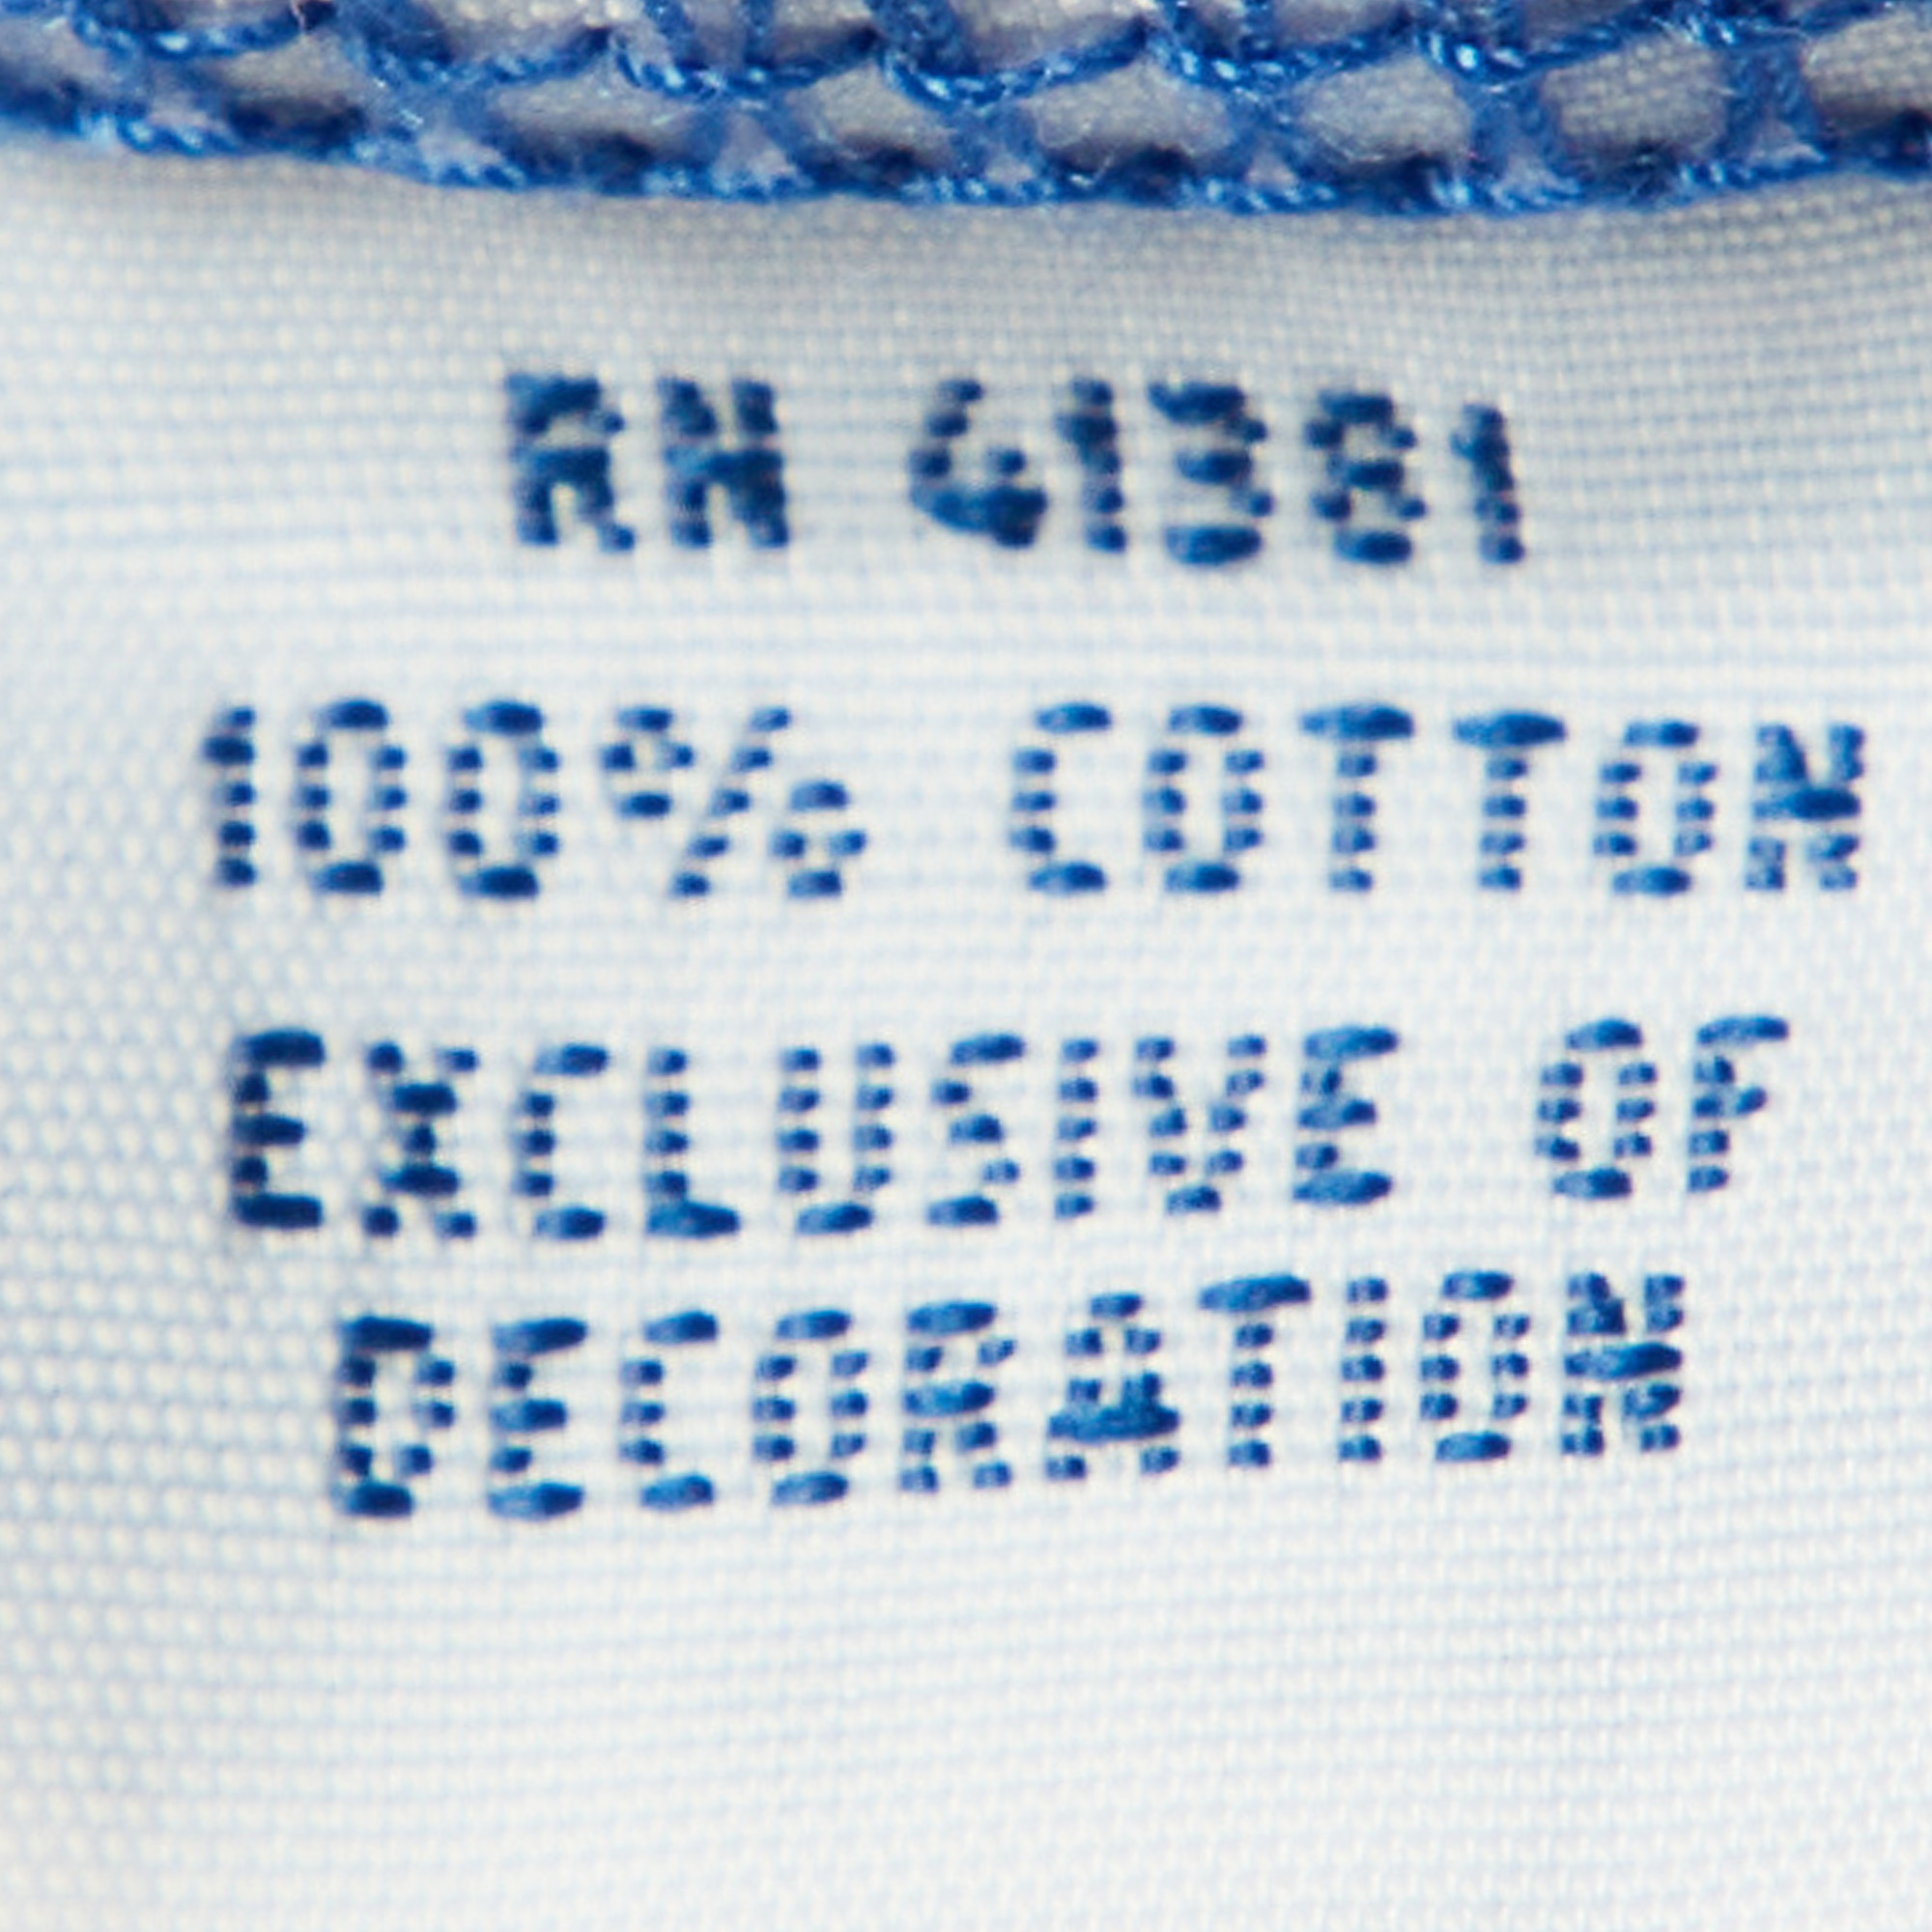 RN 41381
100% COTTON
EXCLUSIVE OF
DECORATION